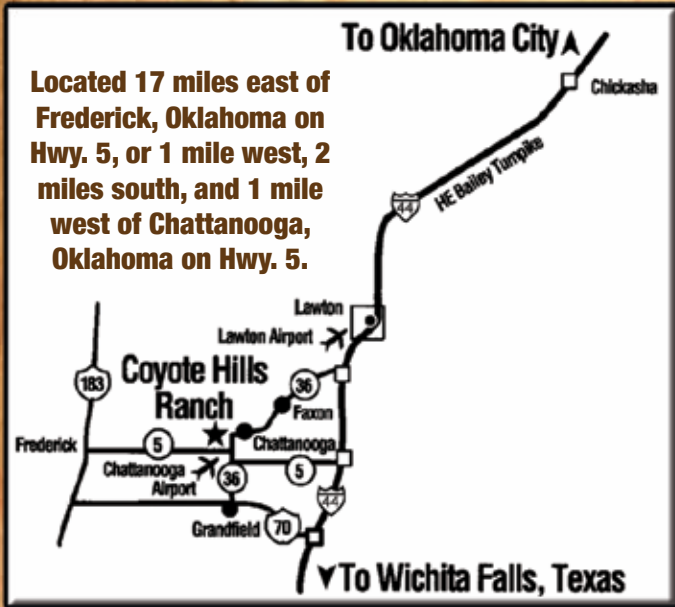 To Oklahoma City
Chickasha
Located 17 miles east of
Frederick, Oklahoma on
Hwy. 5, or 1 mile west, 2
miles south, and 1 mile
west of Chattanooga,
Oklahoma on Hwy. 5.
HE Bailey Turnpike
44
Lawton
Lawton Airport
183
Coyote Hills
Ranch
36
Faxon
Frederick
5
Chattanooga
Chattanooga
Airport
36
5
44
Grandfield
70
To Wichita Falls, Texas